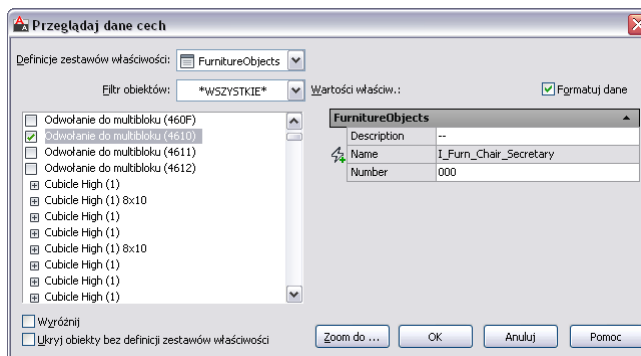 Przeglądaj dane cech
Definicje zestawów właściwości: FurnitureObjects
Filtr obiektów: *WSZYSTKIE* Wartości właściw.: Formatuj dane
Odwołanie do multibloku (460F)
Odwołanie do multibloku (4610)
Odwołanie do multibloku (4611)
Odwołanie do multibloku (4612)
Cubicle High (1)
Cubicle High (1) 8x10
Cubicle High (1)
Cubicle High (1)
Cubicle High (1) 8x10
Cubicle High (1)
Cubicle High (1)
Cubicle High (1)
FurnitureObjects
Description --
Name I_Furn_Chair_Secretary
Number 000
Wyróżnij
Ukryj obiekty bez definicji zestawów właściwości
Zoom do ... OK Anuluj Pomoc